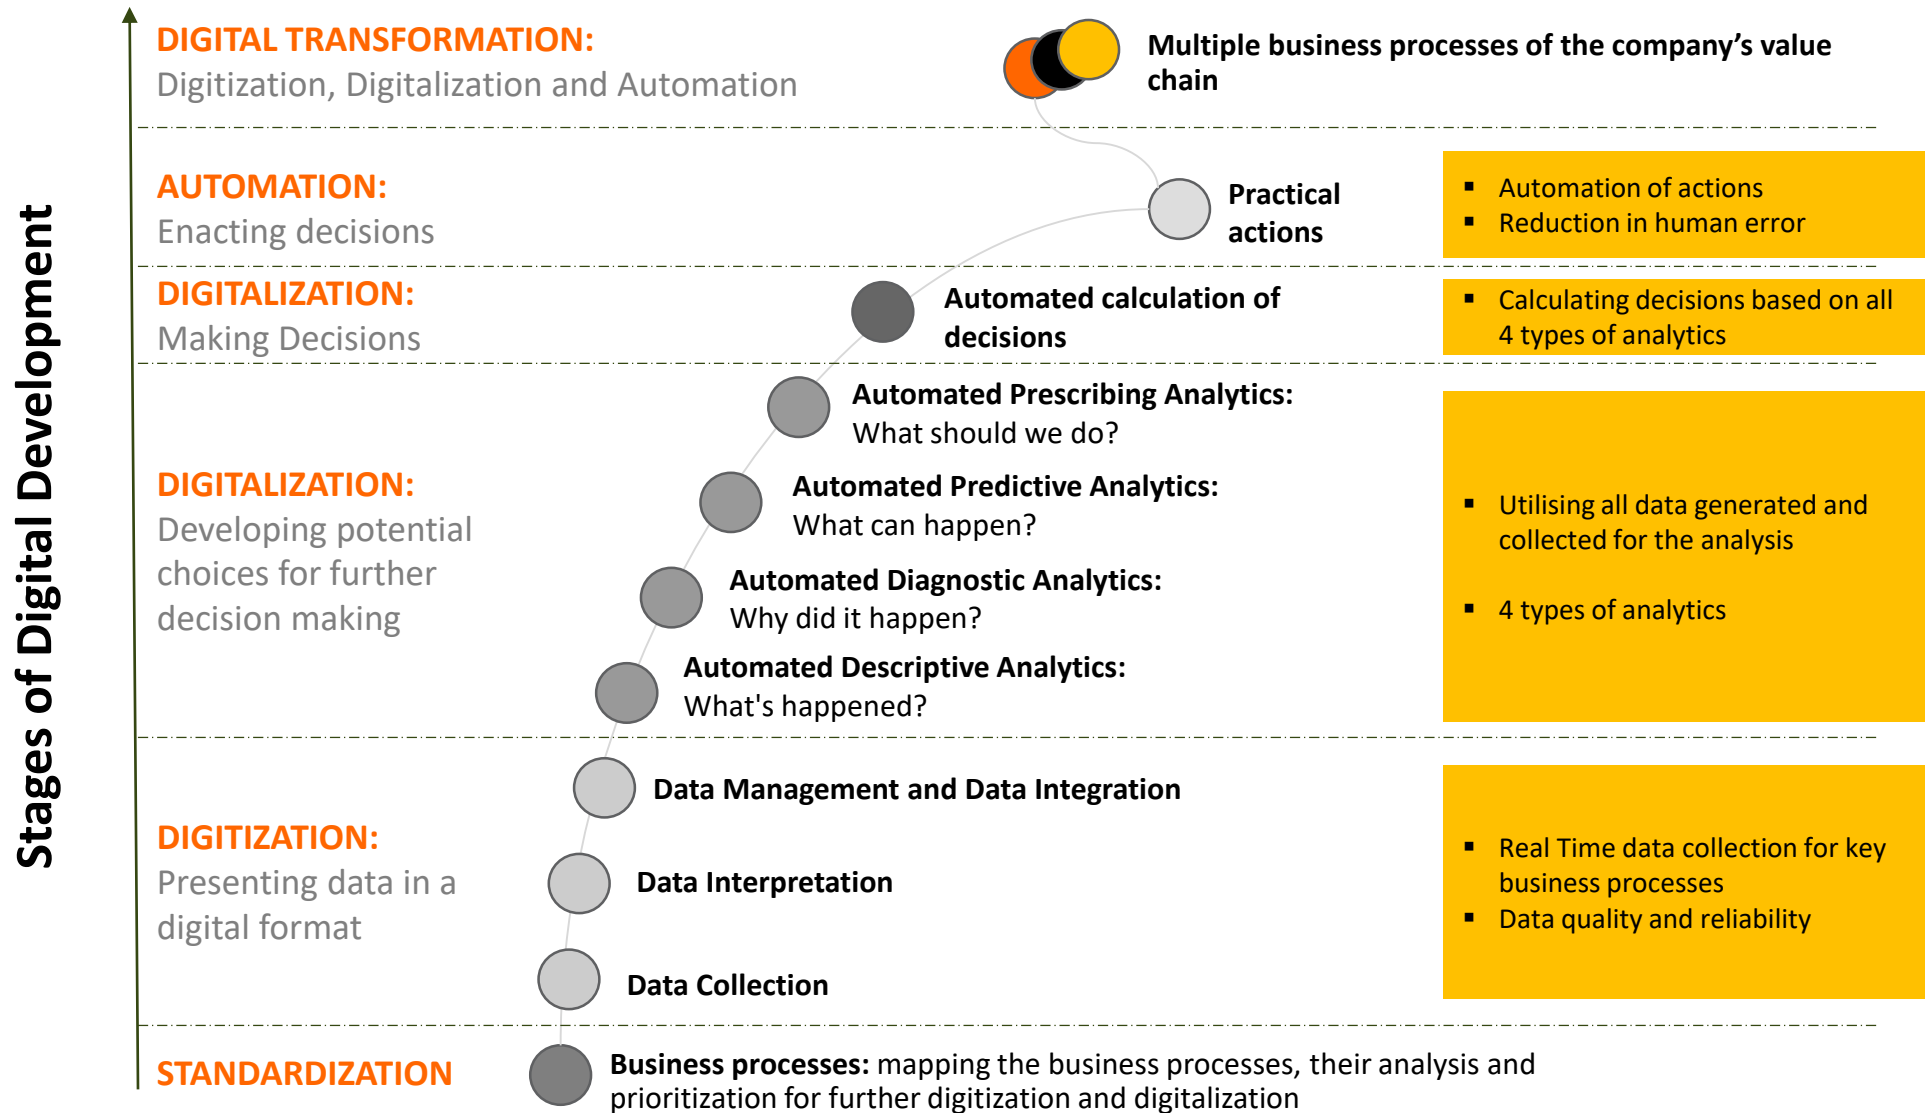 Stages of Digital Development
DIGITAL TRANSFORMATION:
Digitization, Digitalization and Automation
Multiple business processes of the company’s value
chain
AUTOMATION:
Enacting decisions
Practical
actions
▪ Automation of actions
▪ Reduction in human error
DIGITALIZATION:
Making Decisions
Automated calculation of
decisions
▪ Calculating decisions based on all
4 types of analytics
DIGITALIZATION:
Developing potential
choices for further
decision making
Automated Prescribing Analytics:
What should we do?
Automated Predictive Analytics:
What can happen?
Automated Diagnostic Analytics:
Why did it happen?
Automated Descriptive Analytics:
What's happened?
▪ Utilising all data generated and
collected for the analysis
▪ 4 types of analytics
DIGITIZATION:
Presenting data in a
digital format
Data Management and Data Integration
Data Interpretation
Data Collection
▪ Real Time data collection for key
business processes
▪ Data quality and reliability
STANDARDIZATION
Business processes: mapping the business processes, their analysis and
prioritization for further digitization and digitalization